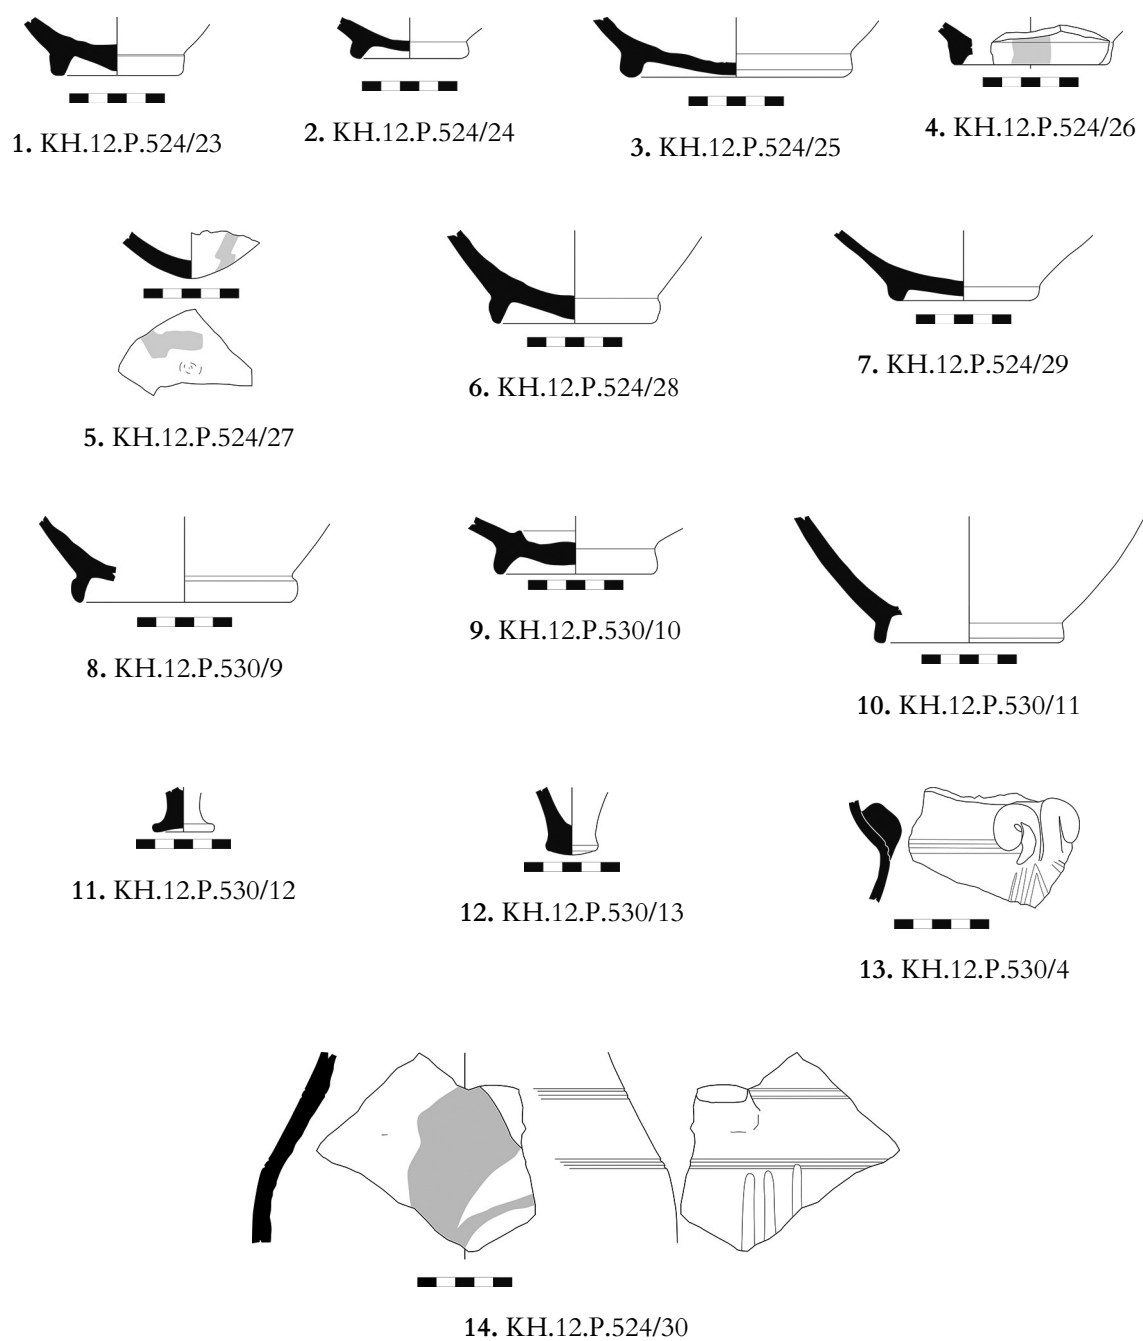 1. KH.12.P.524/23
2. KH.12.P.524/24
3. KH.12.P.524/25
4. KH.12.P.524/26
5. KH.12.P.524/27
6. KH.12.P.524/28
7. KH.12.P.524/29
8. KH.12.P.530/9
9. KH.12.P.530/10
10. KH.12.P.530/11
11. KH.12.P.530/12
12. KH.12.P.530/13
13. KH.12.P.530/4
14. KH.12.P.524/30